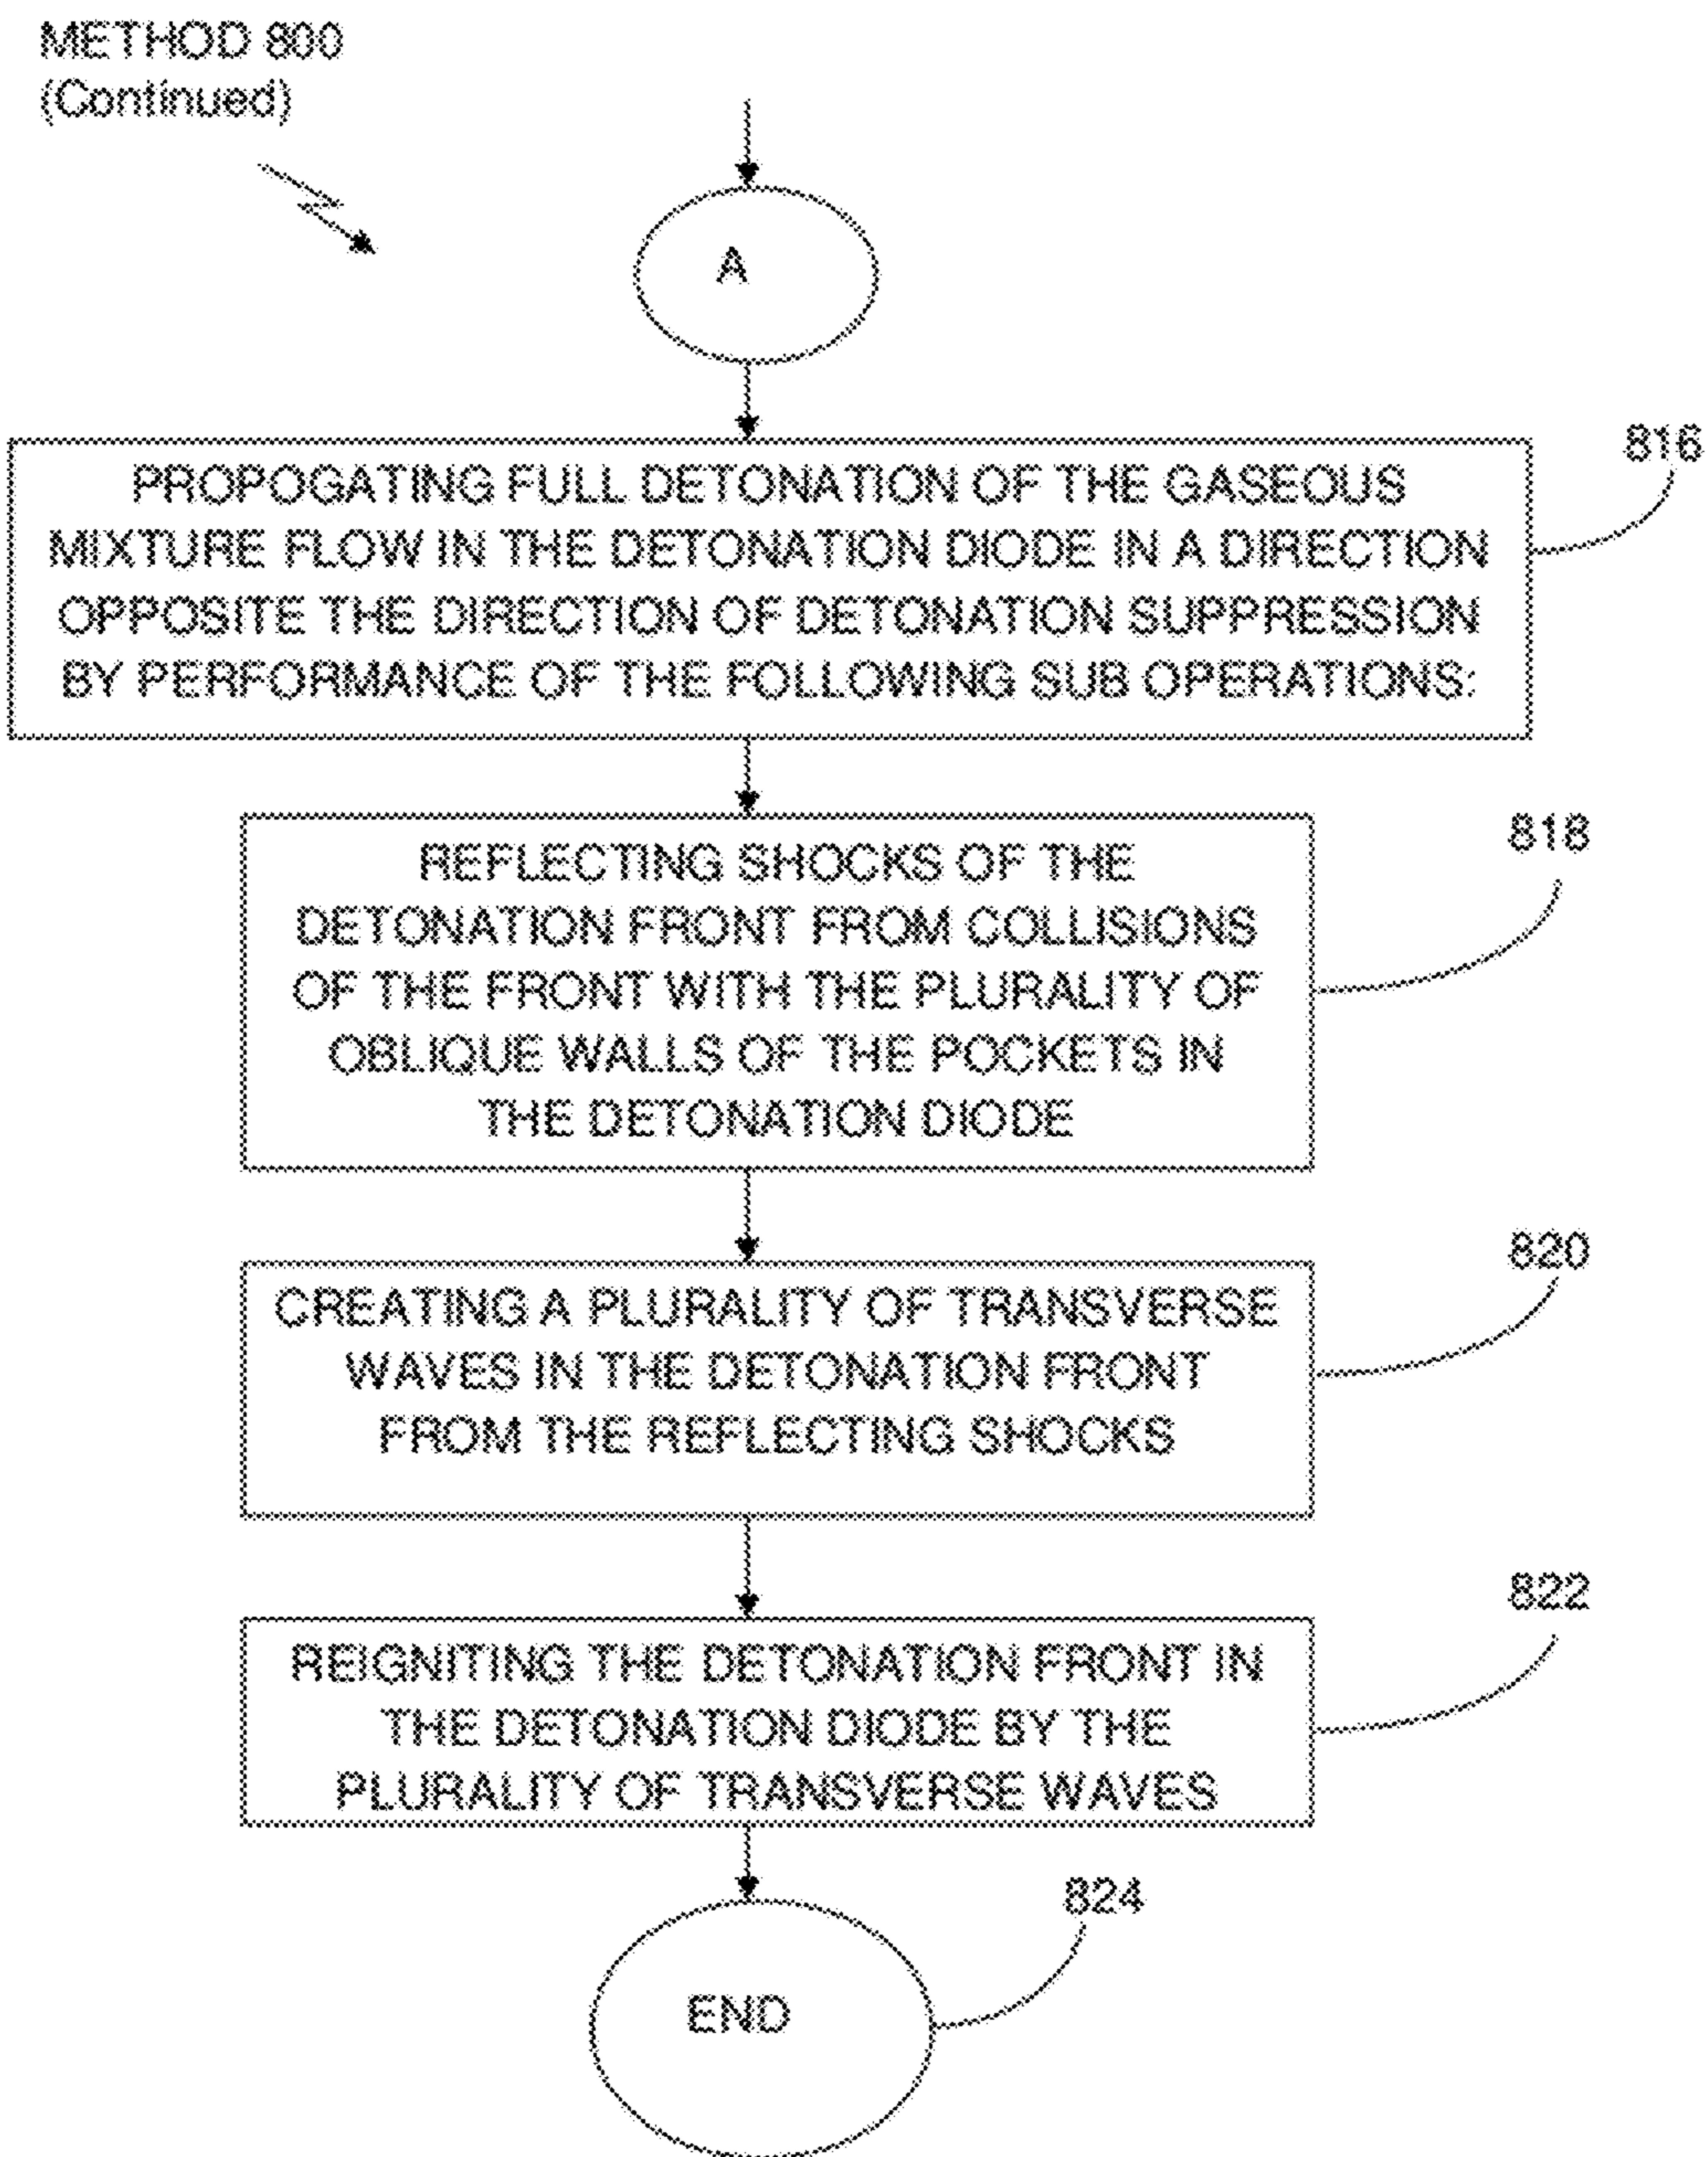 METHOD 800
(Continued)
A
816
PROPOGATING FULL DETONATION OF THE GASEOUS
MIXTURE FLOW IN THE DETONATION DIODE IN A DIRECTION
OPPOSITE THE DIRECTION OF DETONATION SUPPRESSION
BY PERFORMANCE OF THE FOLLOWING SUB OPERATIONS:
818
REFLECTING SHOCKS OF THE
DETONATION FRONT FROM COLLISIONS
OF THE FRONT WITH THE PLURALITY OF
OBLIQUE WALLS OF THE POCKETS IN
THE DETONATION DIODE
820
CREATING A PLURALITY OF TRANSVERSE
WAVES IN THE DETONATION FRONT
FROM THE REFLECTING SHOCKS
822
REIGNITING THE DETONATION FRONT IN
THE DETONATION DIODE BY THE
PLURALITY OF TRANSVERSE WAVES
824
END